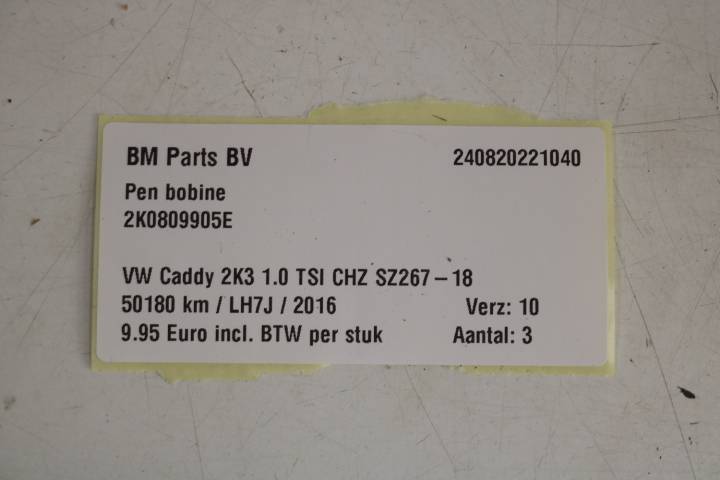 BM Parts BV 240820221040
Pen bobine
2K0809905E
VW Caddy 2K3 1.0 TSI CHZ SZ267-18
50180 km / LH7J / 2016 Verz: 10
9.95 Euro incl. BTW per stuk Aantal: 3